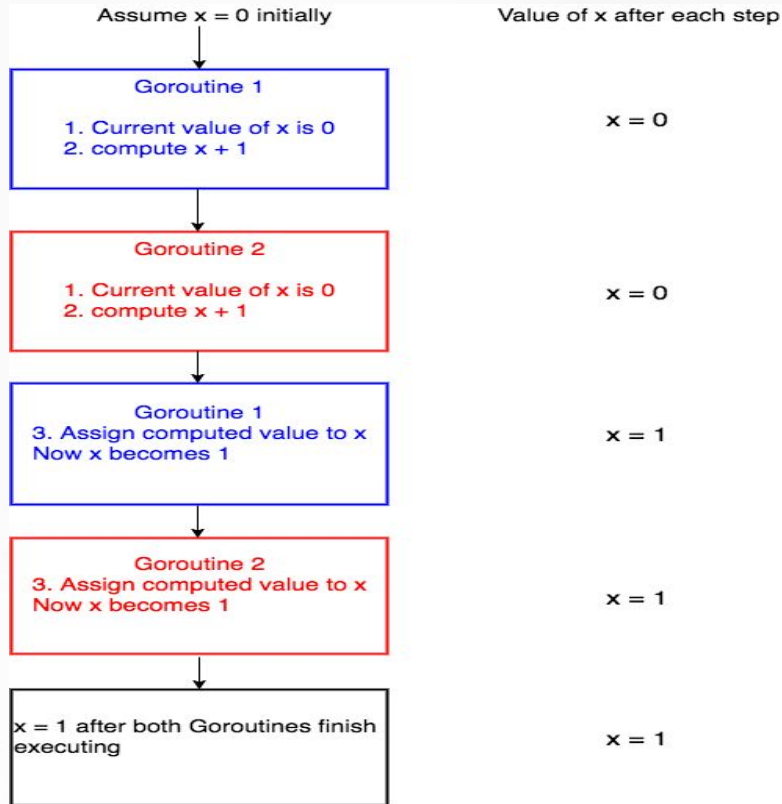 Assume x = 0 initially
Value of x after each step
Goroutine 1
1. Current value of x is 0
2. compute x + 1
x = 0
Goroutine 2
1. Current value of x is 0
2. compute x + 1
x = 0
Goroutine 1
3. Assign computed value to x
Now x becomes 1
x = 1
Goroutine 2
3. Assign computed value to x
Now x becomes 1
x = 1
x = 1 after both Goroutines finish
executing
x = 1